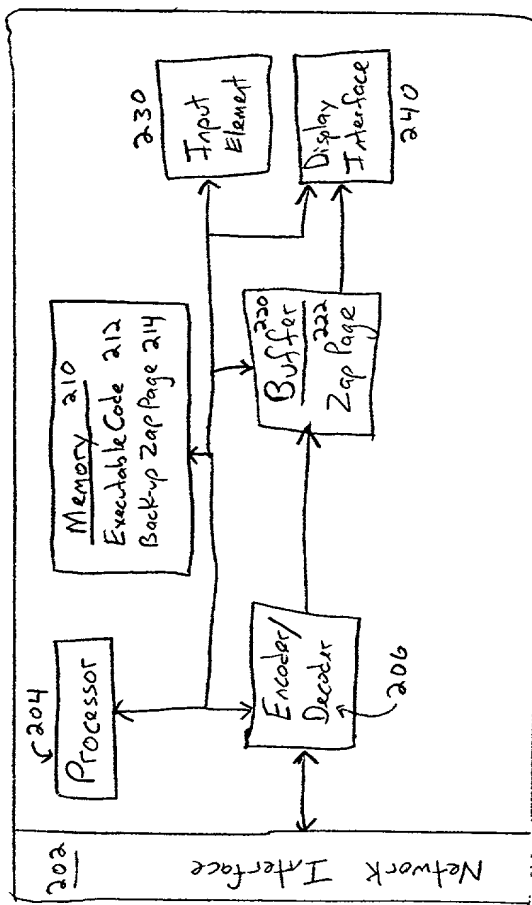 202
Network
Interface
204
Processor
Encoder/
Decoder
206
Memory 210
Executable Code 212
Back-up Zap Page 214
Buffer 220
Zap Page 222
230
Input
Element
Display
Interface
240